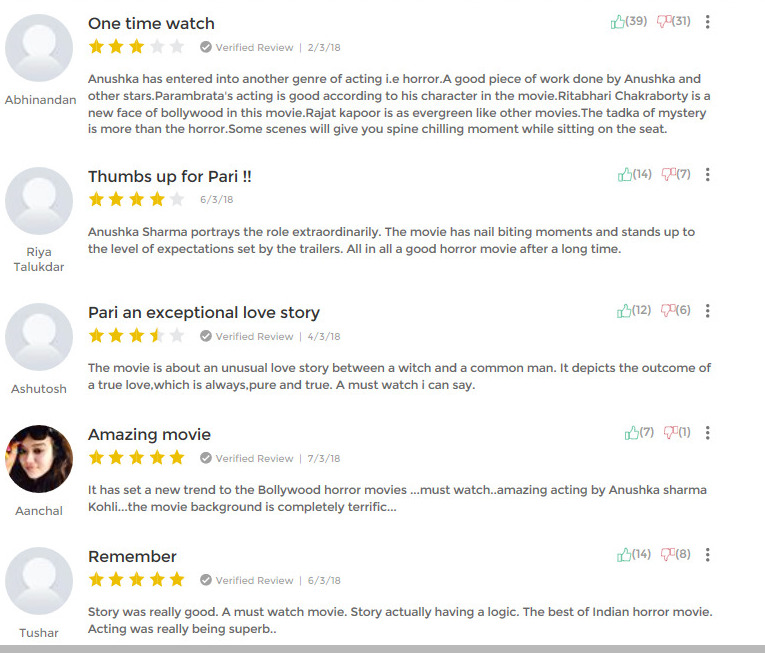 One time watch
(39) (31)
Verified Review | 2/3/18
Abhinandan
Anushka has entered into another genre of acting i.e horror.A good piece of work done by Anushka and
other stars.Parambrata's acting is good according to his character in the movie.Ritabhari Chakraborty is a
new face of bollywood in this movie.Rajat kapoor is as evergreen like other movies.The tadka of mystery
is more than the horror.Some scenes will give you spine chilling moment while sitting on the seat.
Thumbs up for Pari !!
(14) (7)
6/3/18
Riya
Talukdar
Anushka Sharma portrays the role extraordinarily. The movie has nail biting moments and stands up to
the level of expectations set by the trailers. All in all a good horror movie after a long time.
Pari an exceptional love story
(12) (6)
Verified Review | 4/3/18
Ashutosh
The movie is about an unusual love story between a witch and a common man. It depicts the outcome of
a true love,which is always,pure and true. A must watch i can say.
Amazing movie
(7) (1)
Verified Review | 7/3/18
Aanchal
It has set a new trend to the Bollywood horror movies ...must watch..amazing acting by Anushka sharma
Kohli...the movie background is completely terrific...
Remember
(14) (8)
Verified Review | 6/3/18
Tushar
Story was really good. A must watch movie. Story actually having a logic. The best of Indian horror movie.
Acting was really being superb..